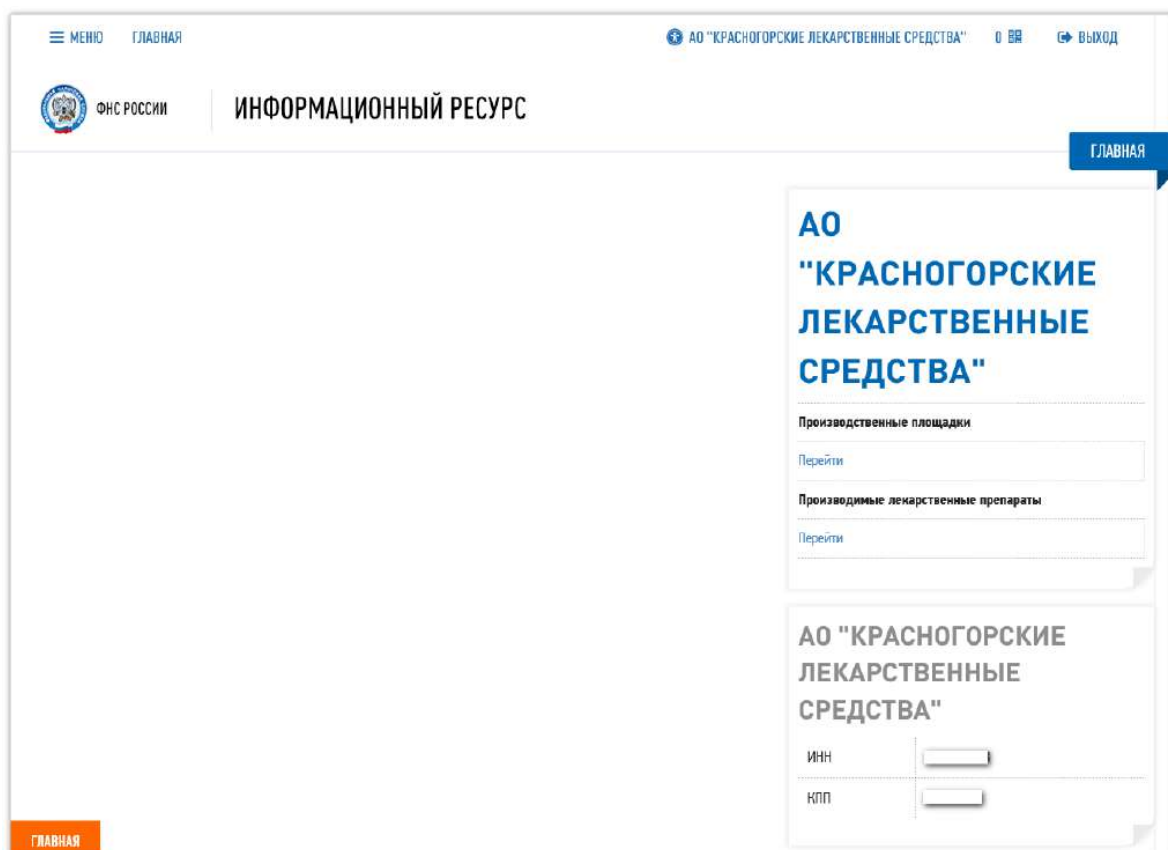 МЕНЮ ГЛАВНАЯ АО "КРАСНОГОРСКИЕ ЛЕКАРСТВЕННЫЕ СРЕДСТВА" 0 ВЫХОД
ФНС РОССИИ ИНФОРМАЦИОННЫЙ РЕСУРС
ГЛАВНАЯ
АО
"КРАСНОГОРСКИЕ
ЛЕКАРСТВЕННЫЕ
СРЕДСТВА"
Производственные площадки
Перейти
Производимые лекарственные препараты
Перейти
АО "КРАСНОГОРСКИЕ
ЛЕКАРСТВЕННЫЕ
СРЕДСТВА"
ИНН
КПП
ГЛАВНАЯ